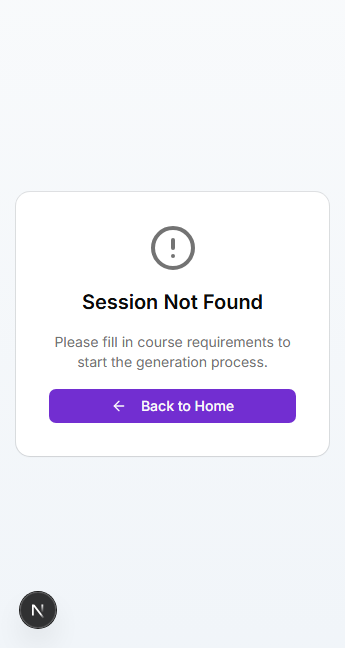 Session Not Found
Please fill in course requirements to
start the generation process.
Back to Home
N